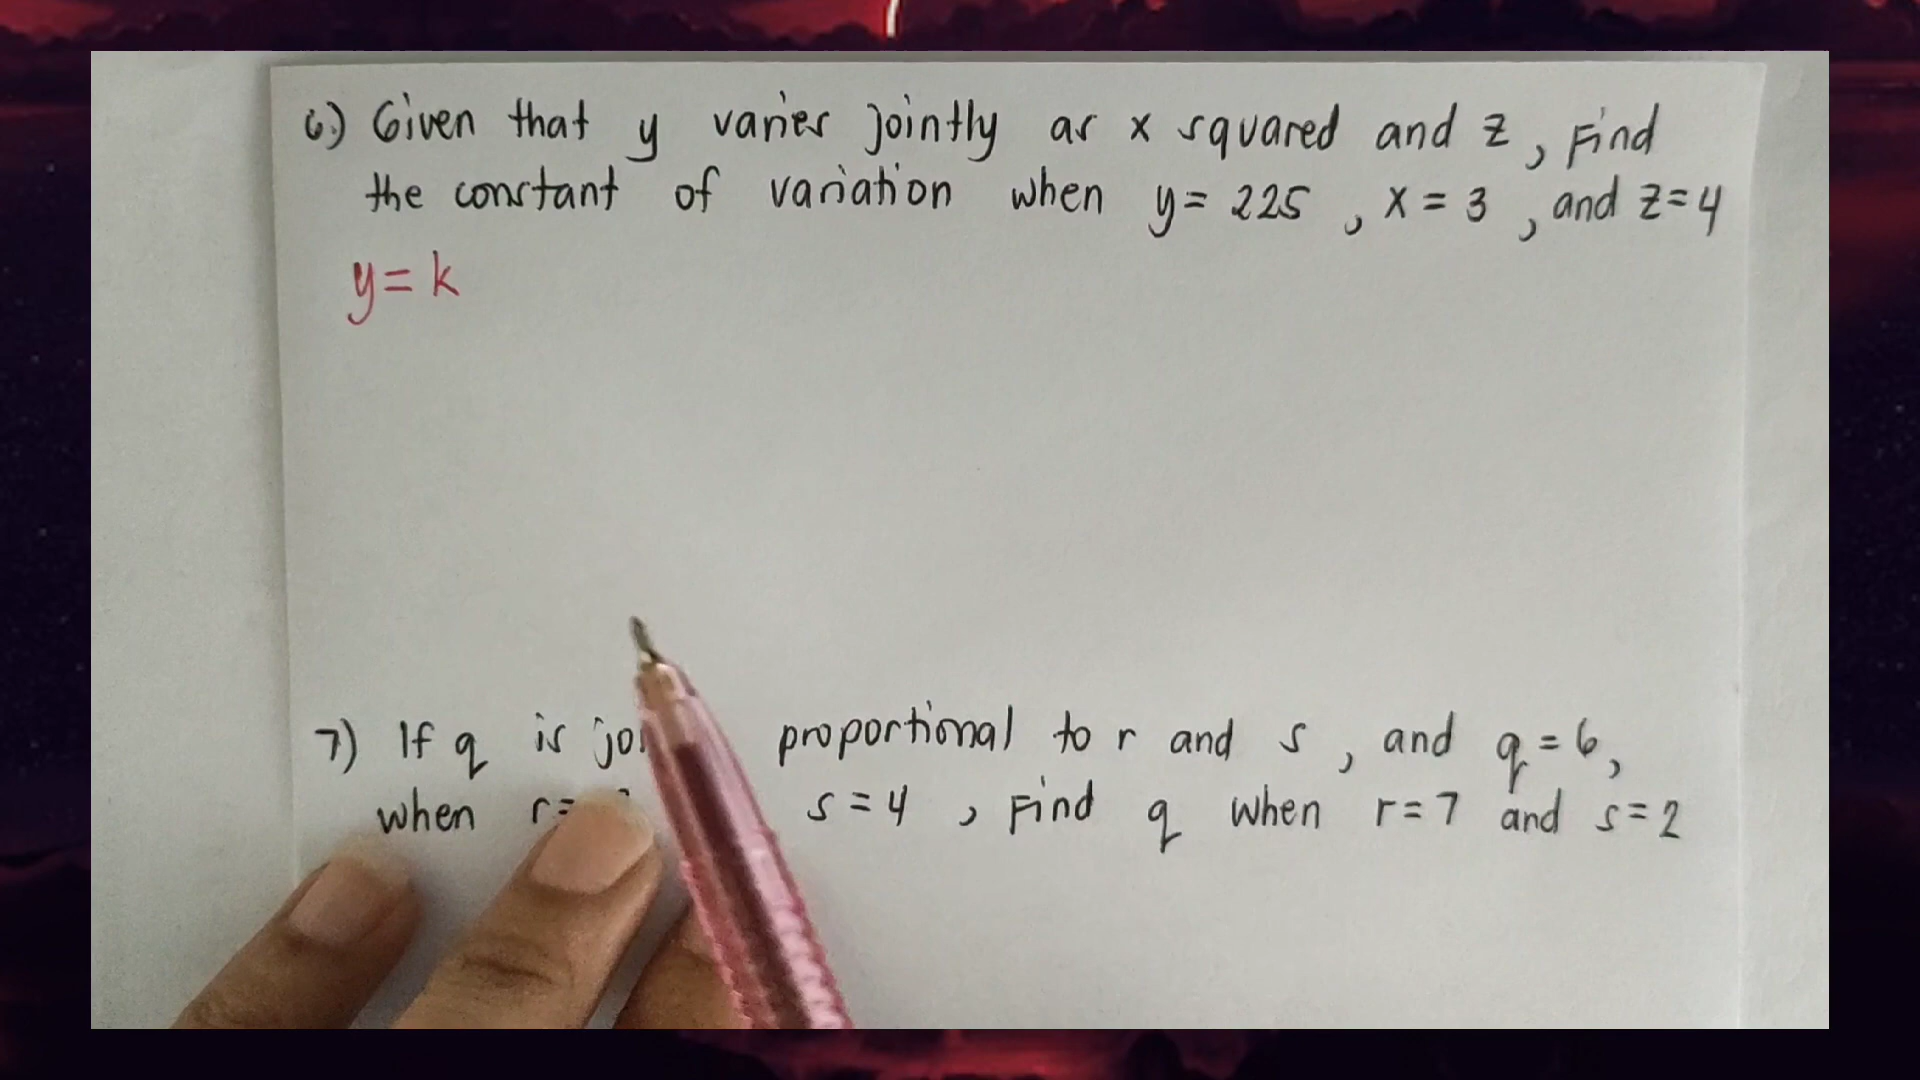 6.) Given that y varies jointly as x squared and z, Find
the constant of variation when y = 225, x = 3, and z = 4
y = k
7) If q is proportional to r and s, and q = 6,
when r= s = 4, Find q when r = 7 and s = 2